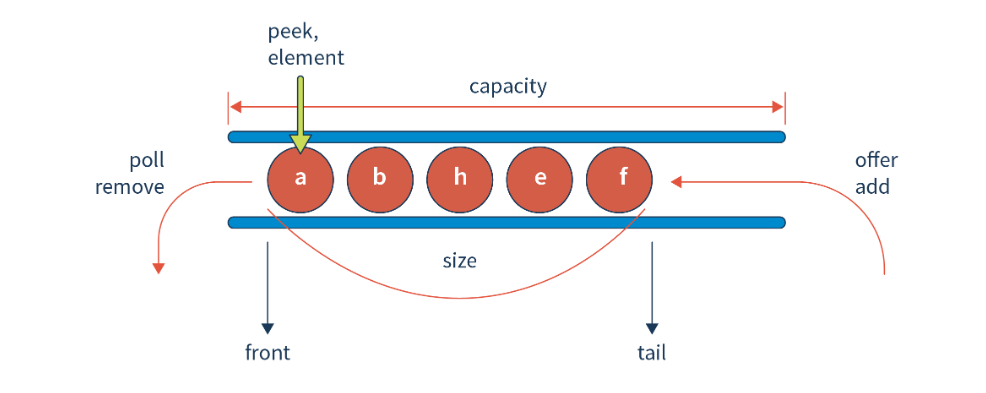 peek,
element
capacity
poll
remove
a b h e f
offer
add
size
front
tail